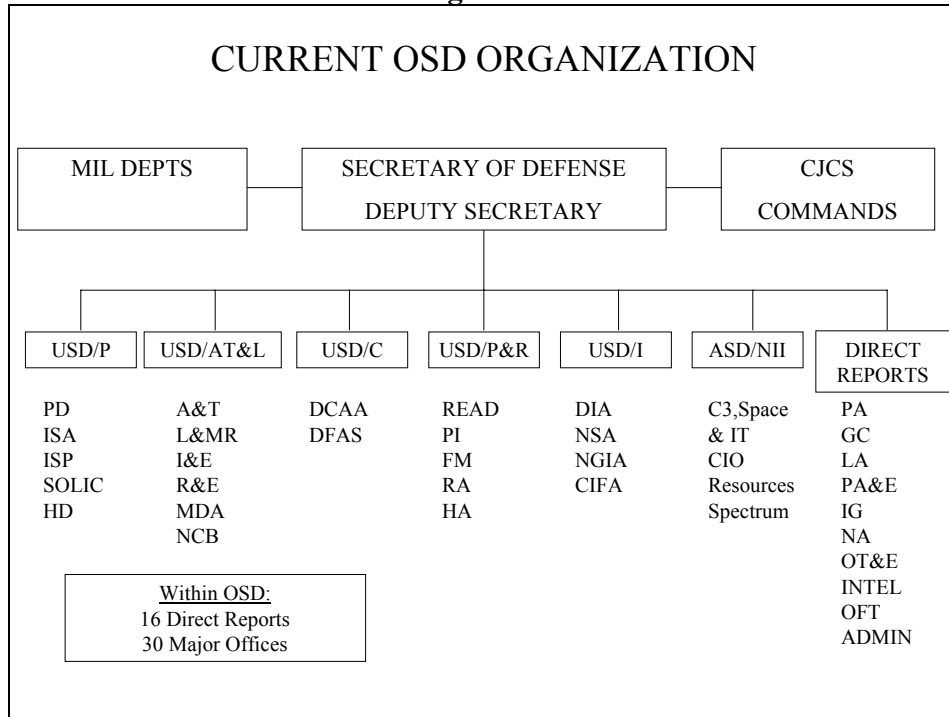 CURRENT OSD ORGANIZATION
MIL DEPTS
SECRETARY OF DEFENSE
DEPUTY SECRETARY
CJCS
COMMANDS
USD/P
PD
ISA
ISP
SOLIC
HD
USD/AT&L
A&T
L&MR
I&E
R&E
MDA
NCB
USD/C
DCAA
DFAS
USD/P&R
READ
PI
FM
RA
HA
USD/I
DIA
NSA
NGIA
CIFA
ASD/NII
C3,Space
& IT
CIO
Resources
Spectrum
DIRECT
REPORTS
PA
GC
LA
PA&E
IG
NA
OT&E
INTEL
OFT
ADMIN
Within OSD:
16 Direct Reports
30 Major Offices